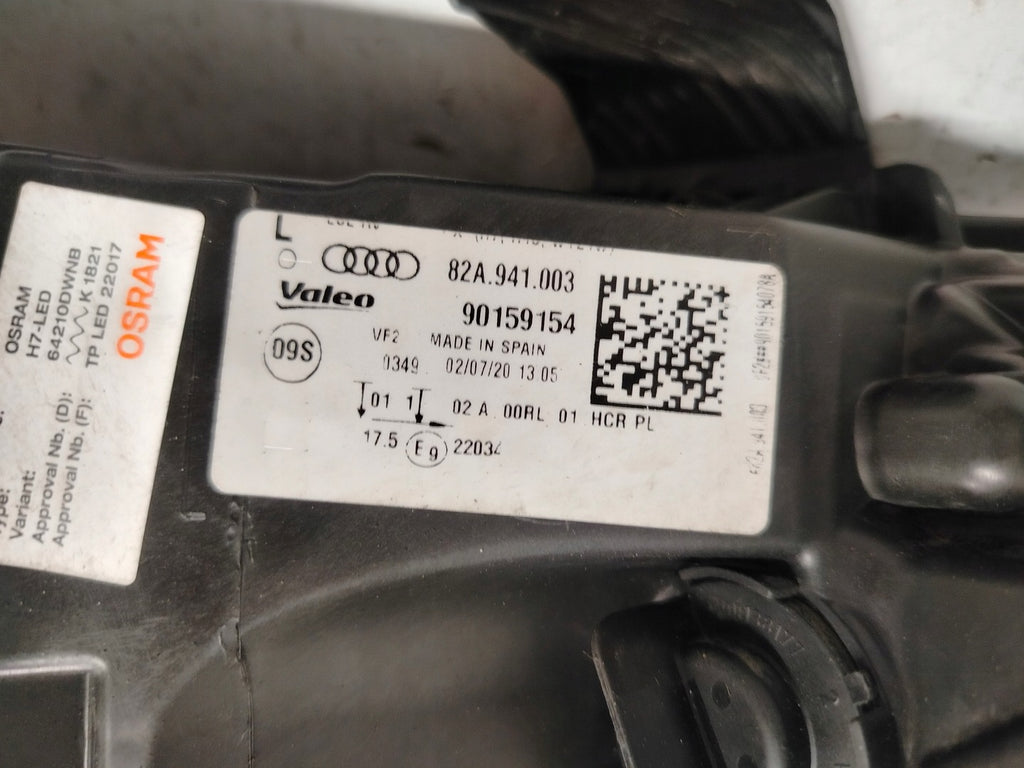 OSRAM
H7-LED
64210DWNB
K 1821
TP LED 22017
OSRAM
Variant:
Approval Nb. (D):
Approval Nb. (F):
L
82A.941.003
Valeo
90159154
09S
VF2 MADE IN SPAIN
0349 02/07/20 13:05
01 1 02 A 00RL 01 HCR PL
17.5 E9 22034